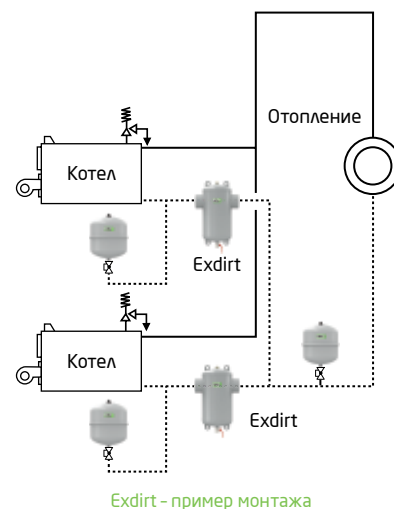 Отопление
Котел
Exdirt
Котел
Exdirt
Exdirt – пример монтажа